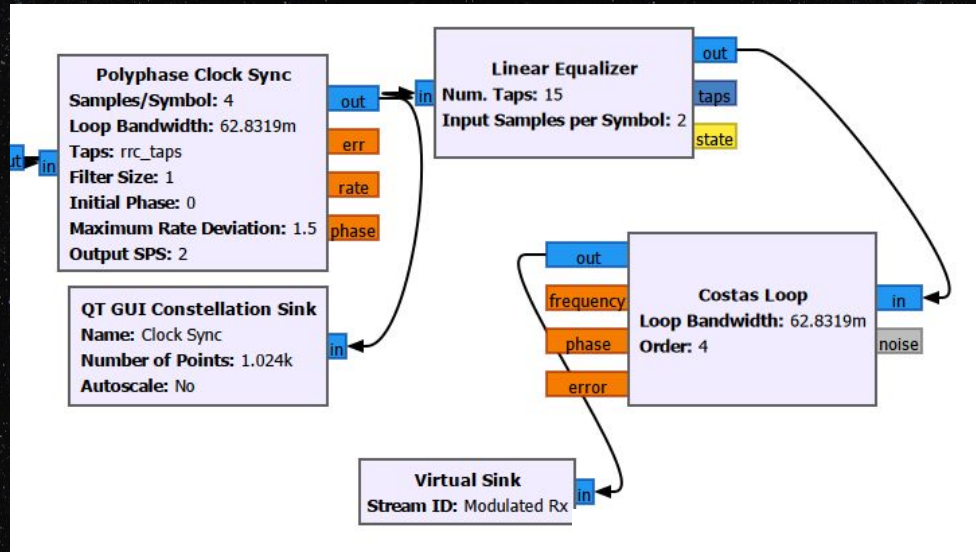 Polyphase Clock Sync
Samples/Symbol: 4
Loop Bandwidth: 62.8319m
Taps: rrc_taps
Filter Size: 1
Initial Phase: 0
Maximum Rate Deviation: 1.5
Output SPS: 2
ut
in
out
err
rate
phase
Linear Equalizer
Num. Taps: 15
Input Samples per Symbol: 2
in
out
taps
state
QT GUI Constellation Sink
Name: Clock Sync
Number of Points: 1.024k
Autoscale: No
in
out
frequency
phase
error
Costas Loop
Loop Bandwidth: 62.8319m
Order: 4
in
noise
Virtual Sink
Stream ID: Modulated Rx
in